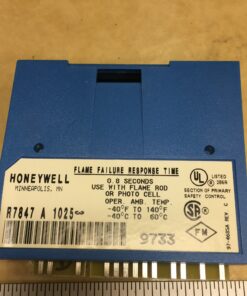 FLAME FAILURE RESPONSE TIME
0.8 SECONDS
USE WITH FLAME ROD
OR PHOTO CELL
OPER. AMB. TEMP.
-40°F TO 140°F
-40°C TO 60°C
HONEYWELL
MINNEAPOLIS, MN
R7847 A 1025
9733
UL
LISTED
SECTION OF PRIMARY
SAFETY CONTROL
FM